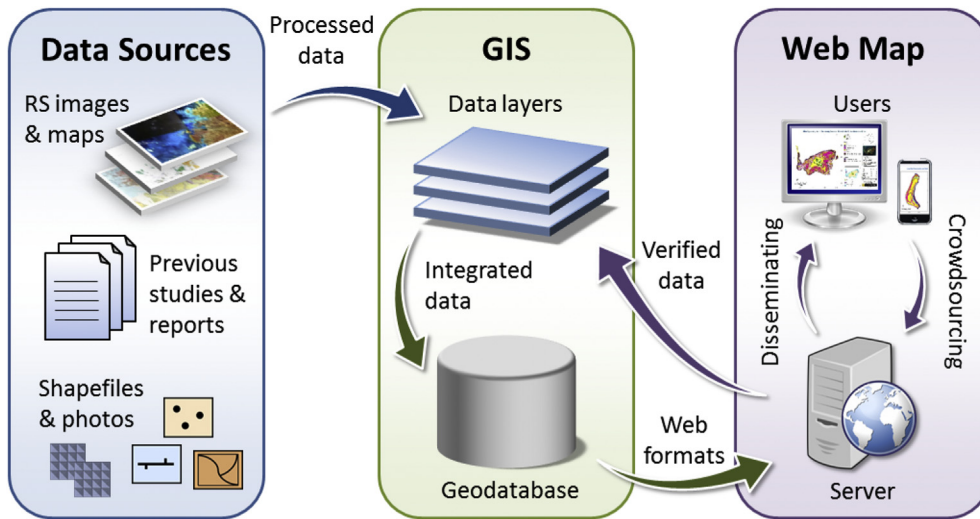 Data Sources
RS images
& maps
Previous
studies &
reports
Shapefiles
& photos
Processed
data
GIS
Data layers
Integrated
data
Geodatabase
Verified
data
Web
formats
Web Map
Users
Disseminating
Crowdsourcing
Server